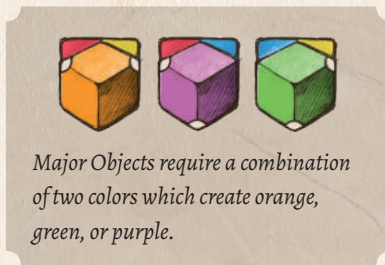 Major Objects require a combination
of two colors which create orange,
green, or purple.